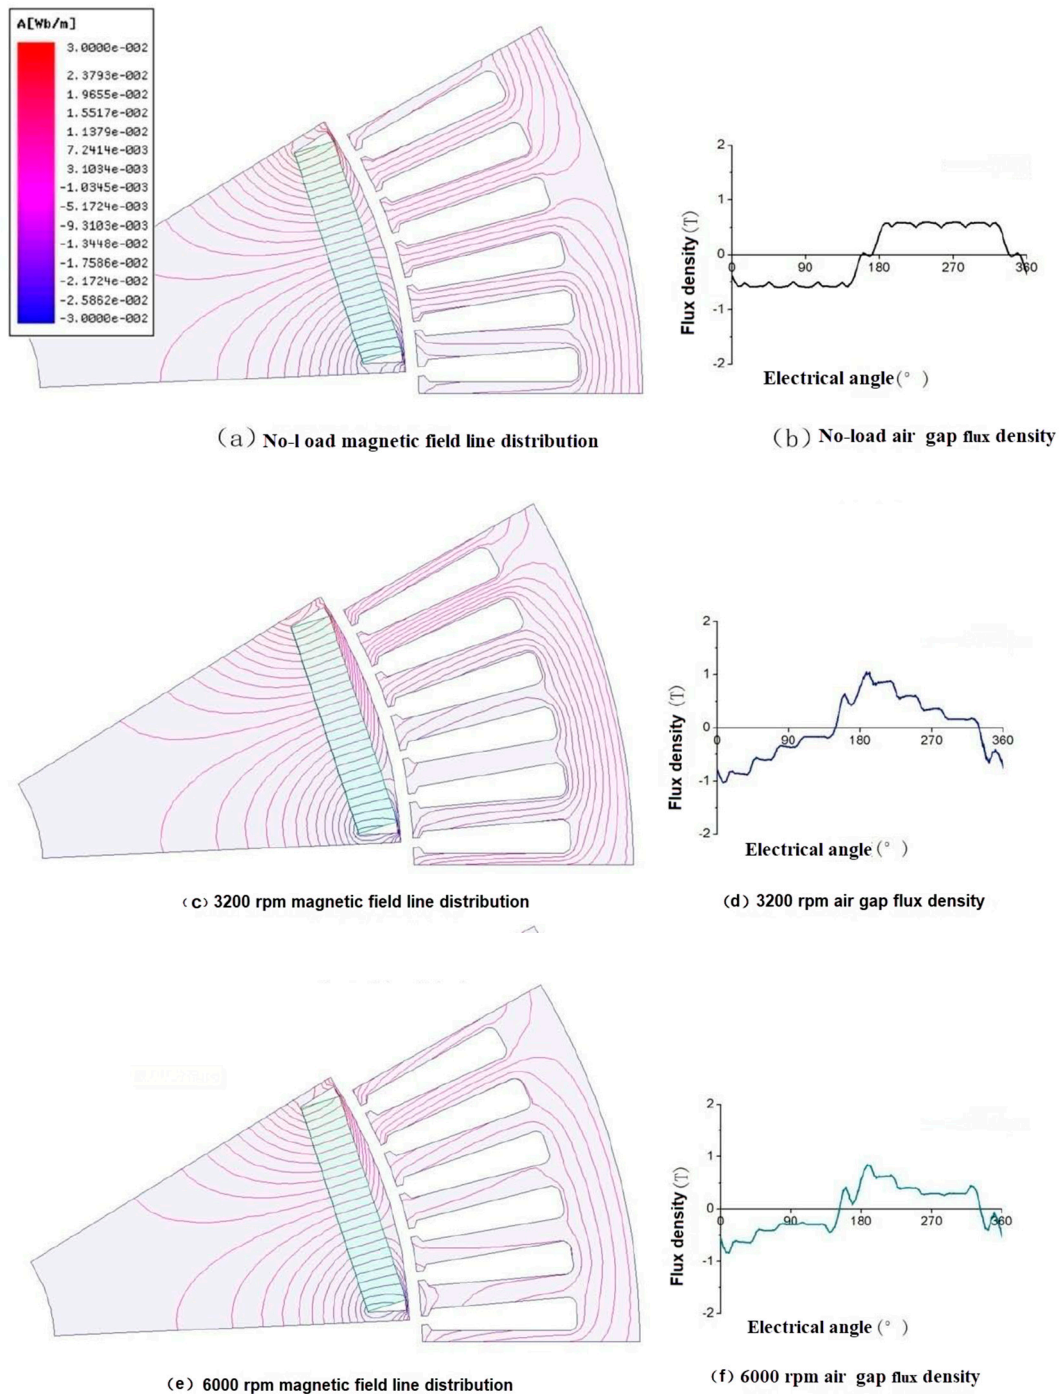 A[Wb/m]
3.0000e-002
2.3793e-002
1.9655e-002
1.5517e-002
1.1379e-002
7.2414e-003
3.1034e-003
-1.0345e-003
-5.1724e-003
-9.3103e-003
-1.3448e-002
-1.7586e-002
-2.1724e-002
-2.5862e-002
-3.0000e-002
2
1
0
-1
-2
0
90
180
270
360
Flux density(T)
Electrical angle(° )
(a) No-l oad magnetic field line distribution
(b) No-load air gap flux density
2
1
0
-1
-2
0
90
180
270
360
Flux density (T)
Electrical angle(° )
(c) 3200 rpm magnetic field line distribution
(d) 3200 rpm air gap flux density
2
1
0
-1
-2
0
90
180
270
360
Flux density(T)
Electrical angle(° )
(e) 6000 rpm magnetic field line distribution
(f) 6000 rpm air gap flux density